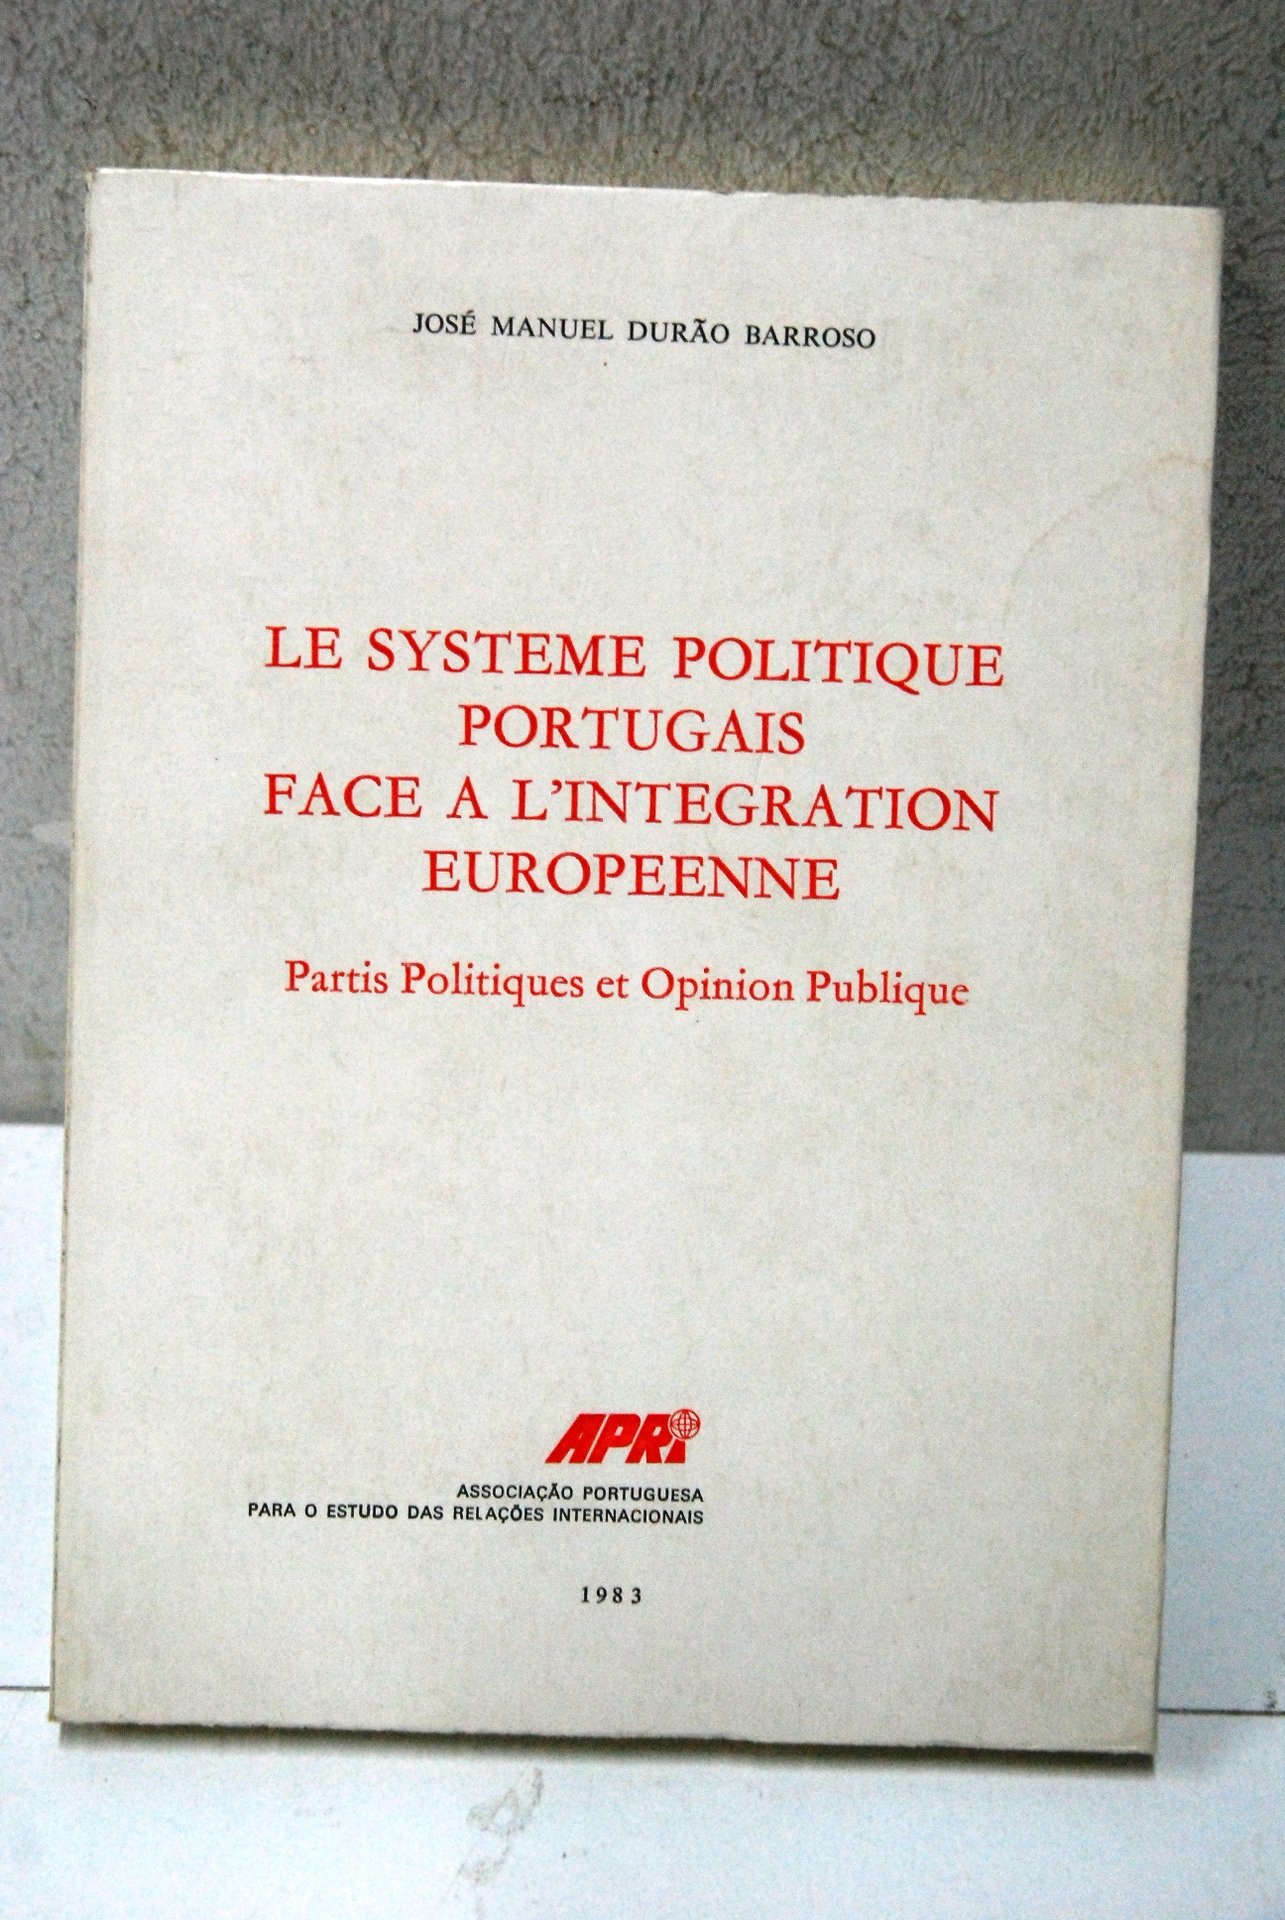 JOSÉ MANUEL DURÃO BARROSO
LE SYSTEME POLITIQUE
PORTUGAIS
FACE A L'INTEGRATION
EUROPEENNE
Partis Politiques et Opinion Publique
APRi
ASSOCIAÇÃO PORTUGUESA
PARA O ESTUDO DAS RELAÇÕES INTERNACIONAIS
1983